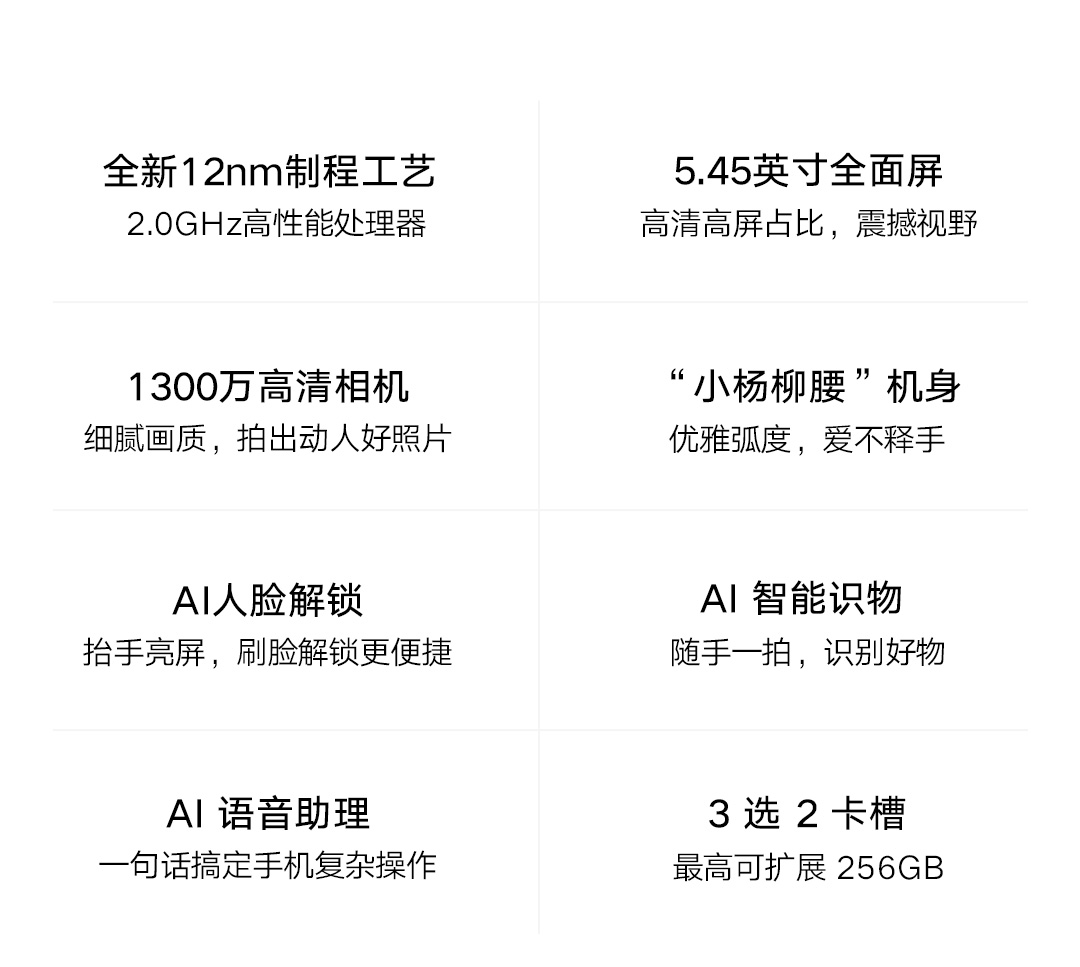 全新12nm制程工艺
2.0GHz高性能处理器
5.45英寸全面屏
高清高屏占比，震撼视野
1300万高清相机
细腻画质，拍出动人好照片
“小杨柳腰”机身
优雅弧度，爱不释手
AI人脸解锁
抬手亮屏，刷脸解锁更便捷
AI 智能识物
随手一拍，识别好物
AI 语音助理
一句话搞定手机复杂操作
3 选 2 卡槽
最高可扩展 256GB